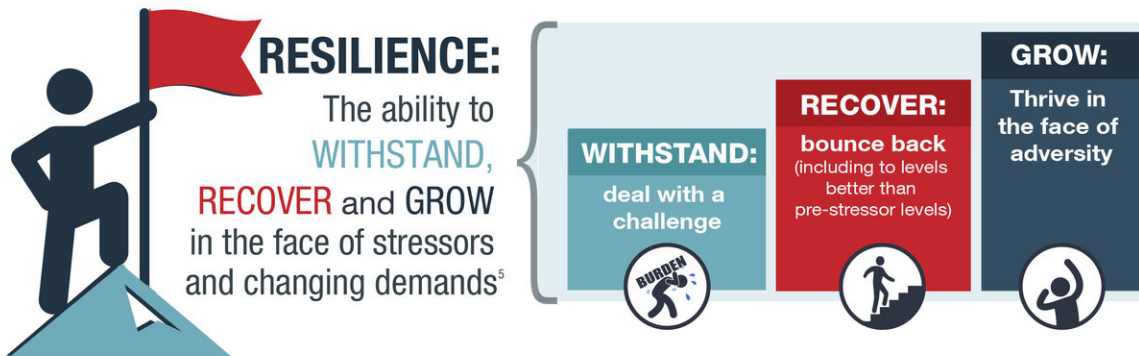 RESILIENCE:
The ability to
WITHSTAND,
RECOVER and GROW
in the face of stressors
and changing demands⁵
WITHSTAND:
deal with a
challenge
BURDEN
RECOVER:
bounce back
(including to levels
better than
pre-stressor levels)
GROW:
Thrive in
the face of
adversity